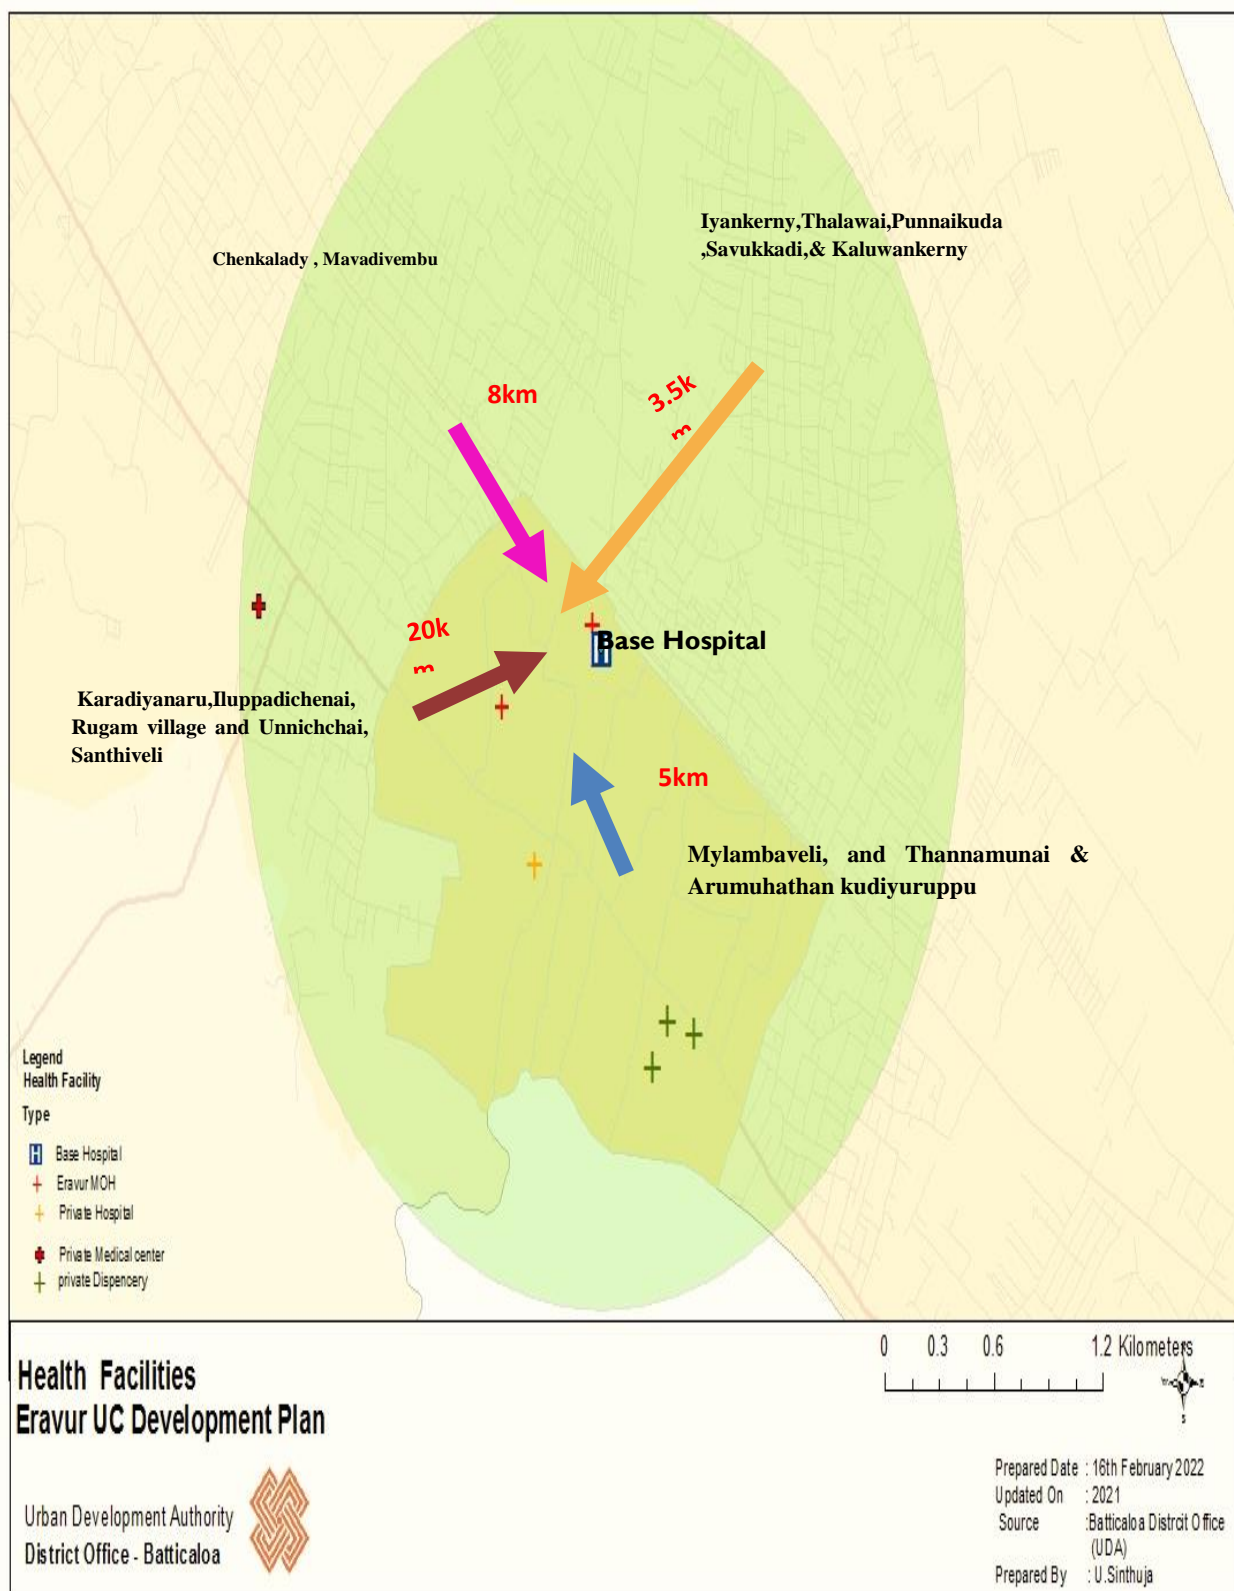 Iyankerny,Thalawai,Punnaikuda
,Savukkadi,& Kaluwankerny
Chenkalady , Mavadivembu
8km
3.5k
m
20k
m
Base Hospital
Karadiyanaru,Iluppadichenai,
Rugam village and Unnichchai,
Santhiveli
5km
Mylambaveli, and Thannamunai &
Arumuhathan kudiyuruppu
Legend
Health Facility
Type
H Base Hospital
Eravur MOH
Private Hospital
Private Medical center
private Dispencery
Health Facilities
Eravur UC Development Plan
Urban Development Authority
District Office - Batticaloa
0 0.3 0.6 1.2 Kilometers
S
Prepared Date : 16th February 2022
Updated On : 2021
Source :Batticaloa Distrcit Office
(UDA)
Prepared By : U.Sinthuja